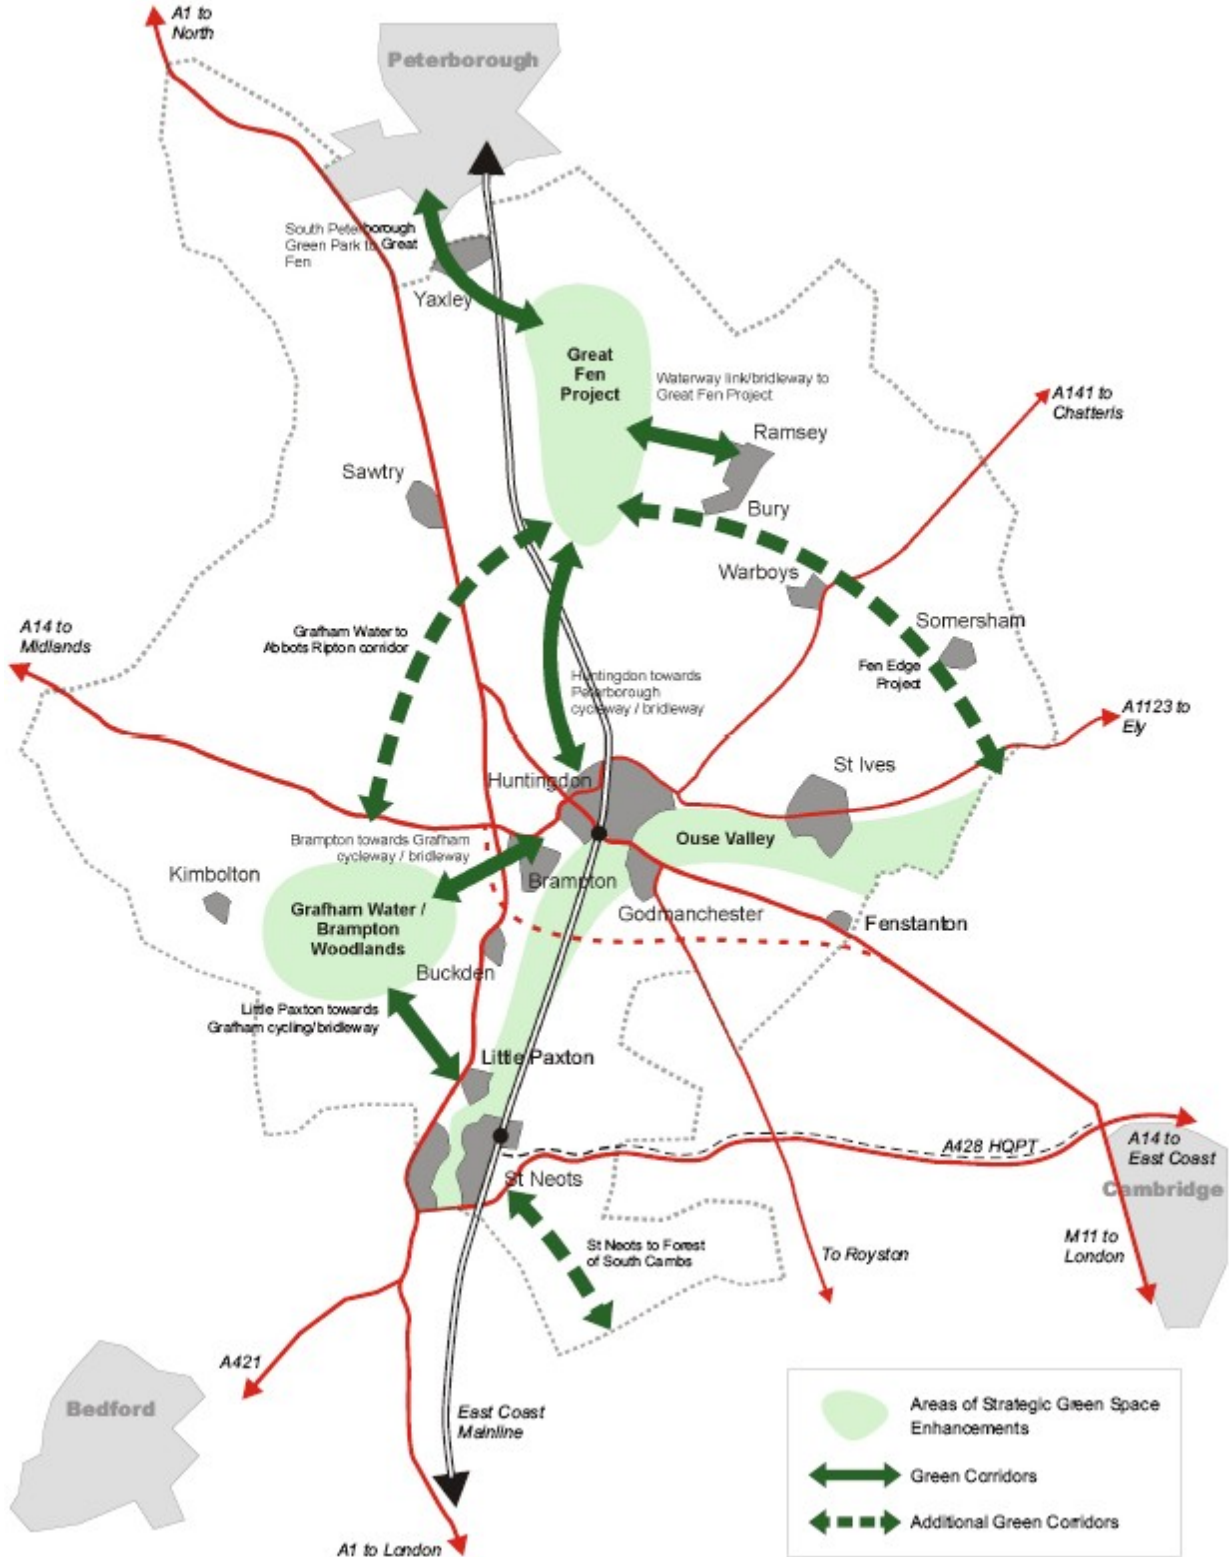 A1 to
North
Peterborough
South Peterborough
Green Park to Great
Fen
Yaxley
Great
Fen
Project
Waterway link/bridleway to
Great Fen Project
A141 to
Chatteris
Ramsey
Sawtry
Bury
Warboys
Somersham
A14 to
Midlands
Grafham Water to
Abbots Ripton corridor
Fen Edge
Project
Huntingdon towards
Peterborough
cycleway / bridleway
A1123 to
Ely
St Ives
Huntingdon
Ouse Valley
Brampton towards Grafham
cycleway / bridleway
Kimbolton
Brampton
Grafham Water /
Brampton
Woodlands
Godmanchester
Fenstanton
Buckden
Little Paxton towards
Grafham cycling/bridleway
Little Paxton
A428 HQPT
A14 to
East Coast
St Neots
Cambridge
St Neots to Forest
of South Cambs
To Royston
M11 to
London
A421
Bedford
East Coast
Mainline
A1 to London
Areas of Strategic Green Space
Enhancements
Green Corridors
Additional Green Corridors